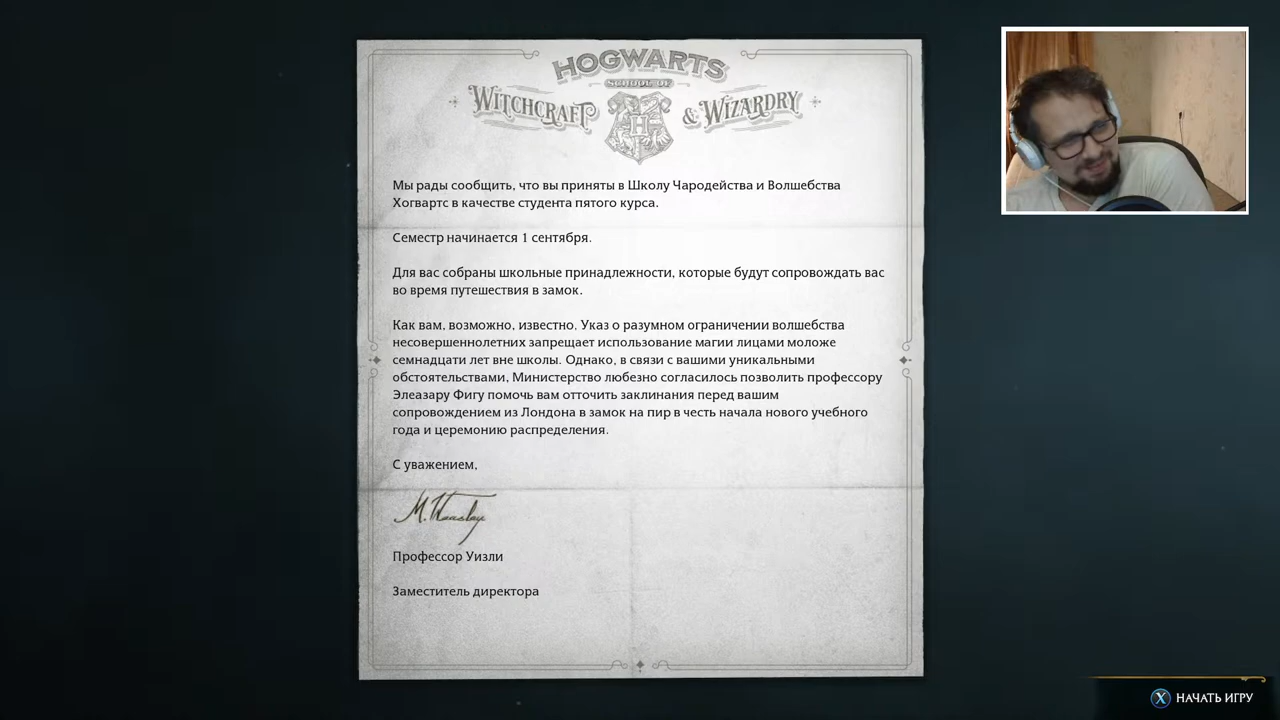 HOGWARTS
SCHOOL OF
WITCHCRAFT & WIZARDRY
H
Мы рады сообщить, что вы приняты в Школу Чародейства и Волшебства
Хогвартс в качестве студента пятого курса.
Семестр начинается 1 сентября.
Для вас собраны школьные принадлежности, которые будут сопровождать вас
во время путешествия в замок.
Как вам, возможно, известно, Указ о разумном ограничении волшебства
несовершеннолетних запрещает использование магии лицами моложе
семнадцати лет вне школы. Однако, в связи с вашими уникальными
обстоятельствами, Министерство любезно согласилось позволить профессору
Элеазару Фигу помочь вам отточить заклинания перед вашим
сопровождением из Лондона в замок на пир в честь начала нового учебного
года и церемонию распределения.
С уважением,
M. Weasley
Профессор Уизли
Заместитель директора
X НАЧАТЬ ИГРУ